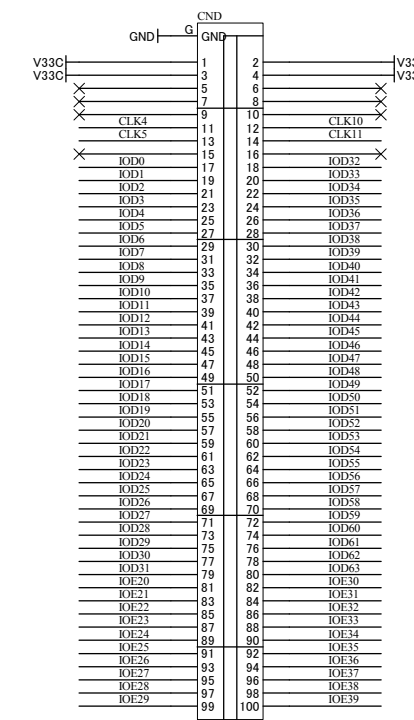 CND
GND G GND
V33C 1 2 V33
V33C 3 4 V33
5 6
7 8
9 10
CLK4 11 12 CLK10
CLK5 13 14 CLK11
15 16
IOD0 17 18 IOD32
IOD1 19 20 IOD33
IOD2 21 22 IOD34
IOD3 23 24 IOD35
IOD4 25 26 IOD36
IOD5 27 28 IOD37
IOD6 29 30 IOD38
IOD7 31 32 IOD39
IOD8 33 34 IOD40
IOD9 35 36 IOD41
IOD10 37 38 IOD42
IOD11 39 40 IOD43
IOD12 41 42 IOD44
IOD13 43 44 IOD45
IOD14 45 46 IOD46
IOD15 47 48 IOD47
IOD16 49 50 IOD48
IOD17 51 52 IOD49
IOD18 53 54 IOD50
IOD19 55 56 IOD51
IOD20 57 58 IOD52
IOD21 59 60 IOD53
IOD22 61 62 IOD54
IOD23 63 64 IOD55
IOD24 65 66 IOD56
IOD25 67 68 IOD57
IOD26 69 70 IOD58
IOD27 71 72 IOD59
IOD28 73 74 IOD60
IOD29 75 76 IOD61
IOD30 77 78 IOD62
IOD31 79 80 IOD63
IOE20 81 82 IOE30
IOE21 83 84 IOE31
IOE22 85 86 IOE32
IOE23 87 88 IOE33
IOE24 89 90 IOE34
IOE25 91 92 IOE35
IOE26 93 94 IOE36
IOE27 95 96 IOE37
IOE28 97 98 IOE38
IOE29 99 100 IOE39